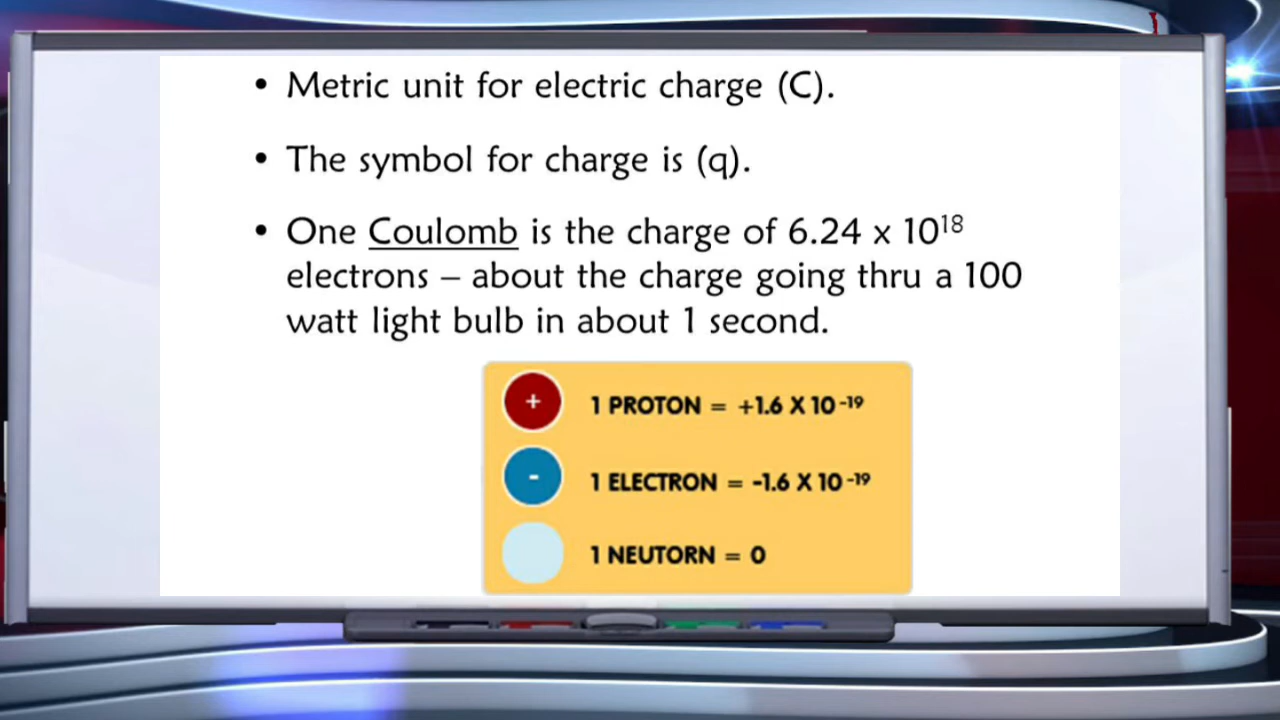 • Metric unit for electric charge (C).
• The symbol for charge is (q).
• One Coulomb is the charge of 6.24 x 10¹⁸
electrons – about the charge going thru a 100
watt light bulb in about 1 second.
+ 1 PROTON = +1.6 X 10⁻¹⁹
- 1 ELECTRON = -1.6 X 10⁻¹⁹
1 NEUTORN = 0